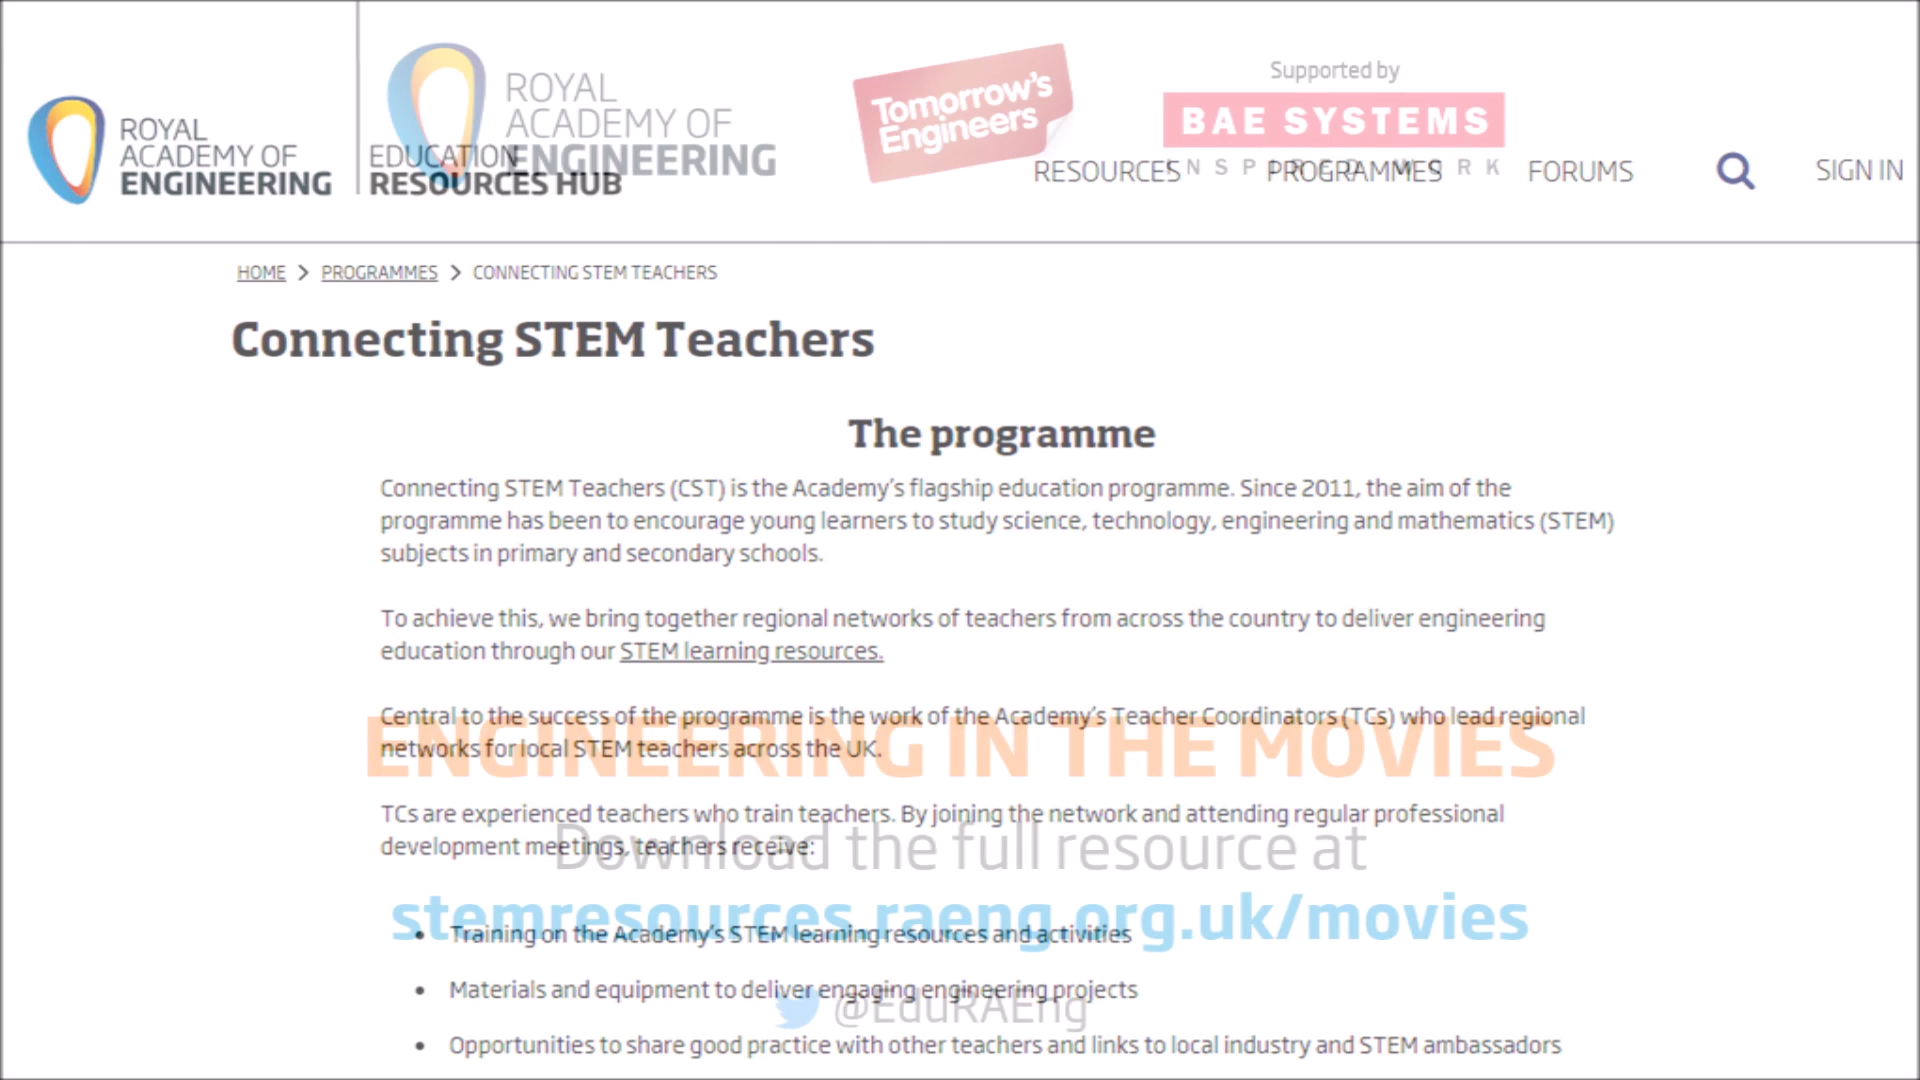 ROYAL
ACADEMY OF
ENGINEERING
EDUCATION
RESOURCES HUB
ROYAL
ACADEMY OF
ENGINEERING
Tomorrow's
Engineers
Supported by
BAE SYSTEMS
INSPIRED WORK
RESOURCES
PROGRAMMES
FORUMS
SIGN IN
HOME > PROGRAMMES > CONNECTING STEM TEACHERS
Connecting STEM Teachers
The programme
Connecting STEM Teachers (CST) is the Academy's flagship education programme. Since 2011, the aim of the
programme has been to encourage young learners to study science, technology, engineering and mathematics (STEM)
subjects in primary and secondary schools.
To achieve this, we bring together regional networks of teachers from across the country to deliver engineering
education through our STEM learning resources.
Central to the success of the programme is the work of the Academy's Teacher Coordinators (TCs) who lead regional
networks for local STEM teachers across the UK.
ENGINEERING IN THE MOVIES
TCs are experienced teachers who train teachers. By joining the network and attending regular professional
development meetings, teachers receive:
Download the full resource at
stemresources.raeng.org.uk/movies
• Training on the Academy's STEM learning resources and activities
• Materials and equipment to deliver engaging engineering projects
@EduRAEng
• Opportunities to share good practice with other teachers and links to local industry and STEM ambassadors